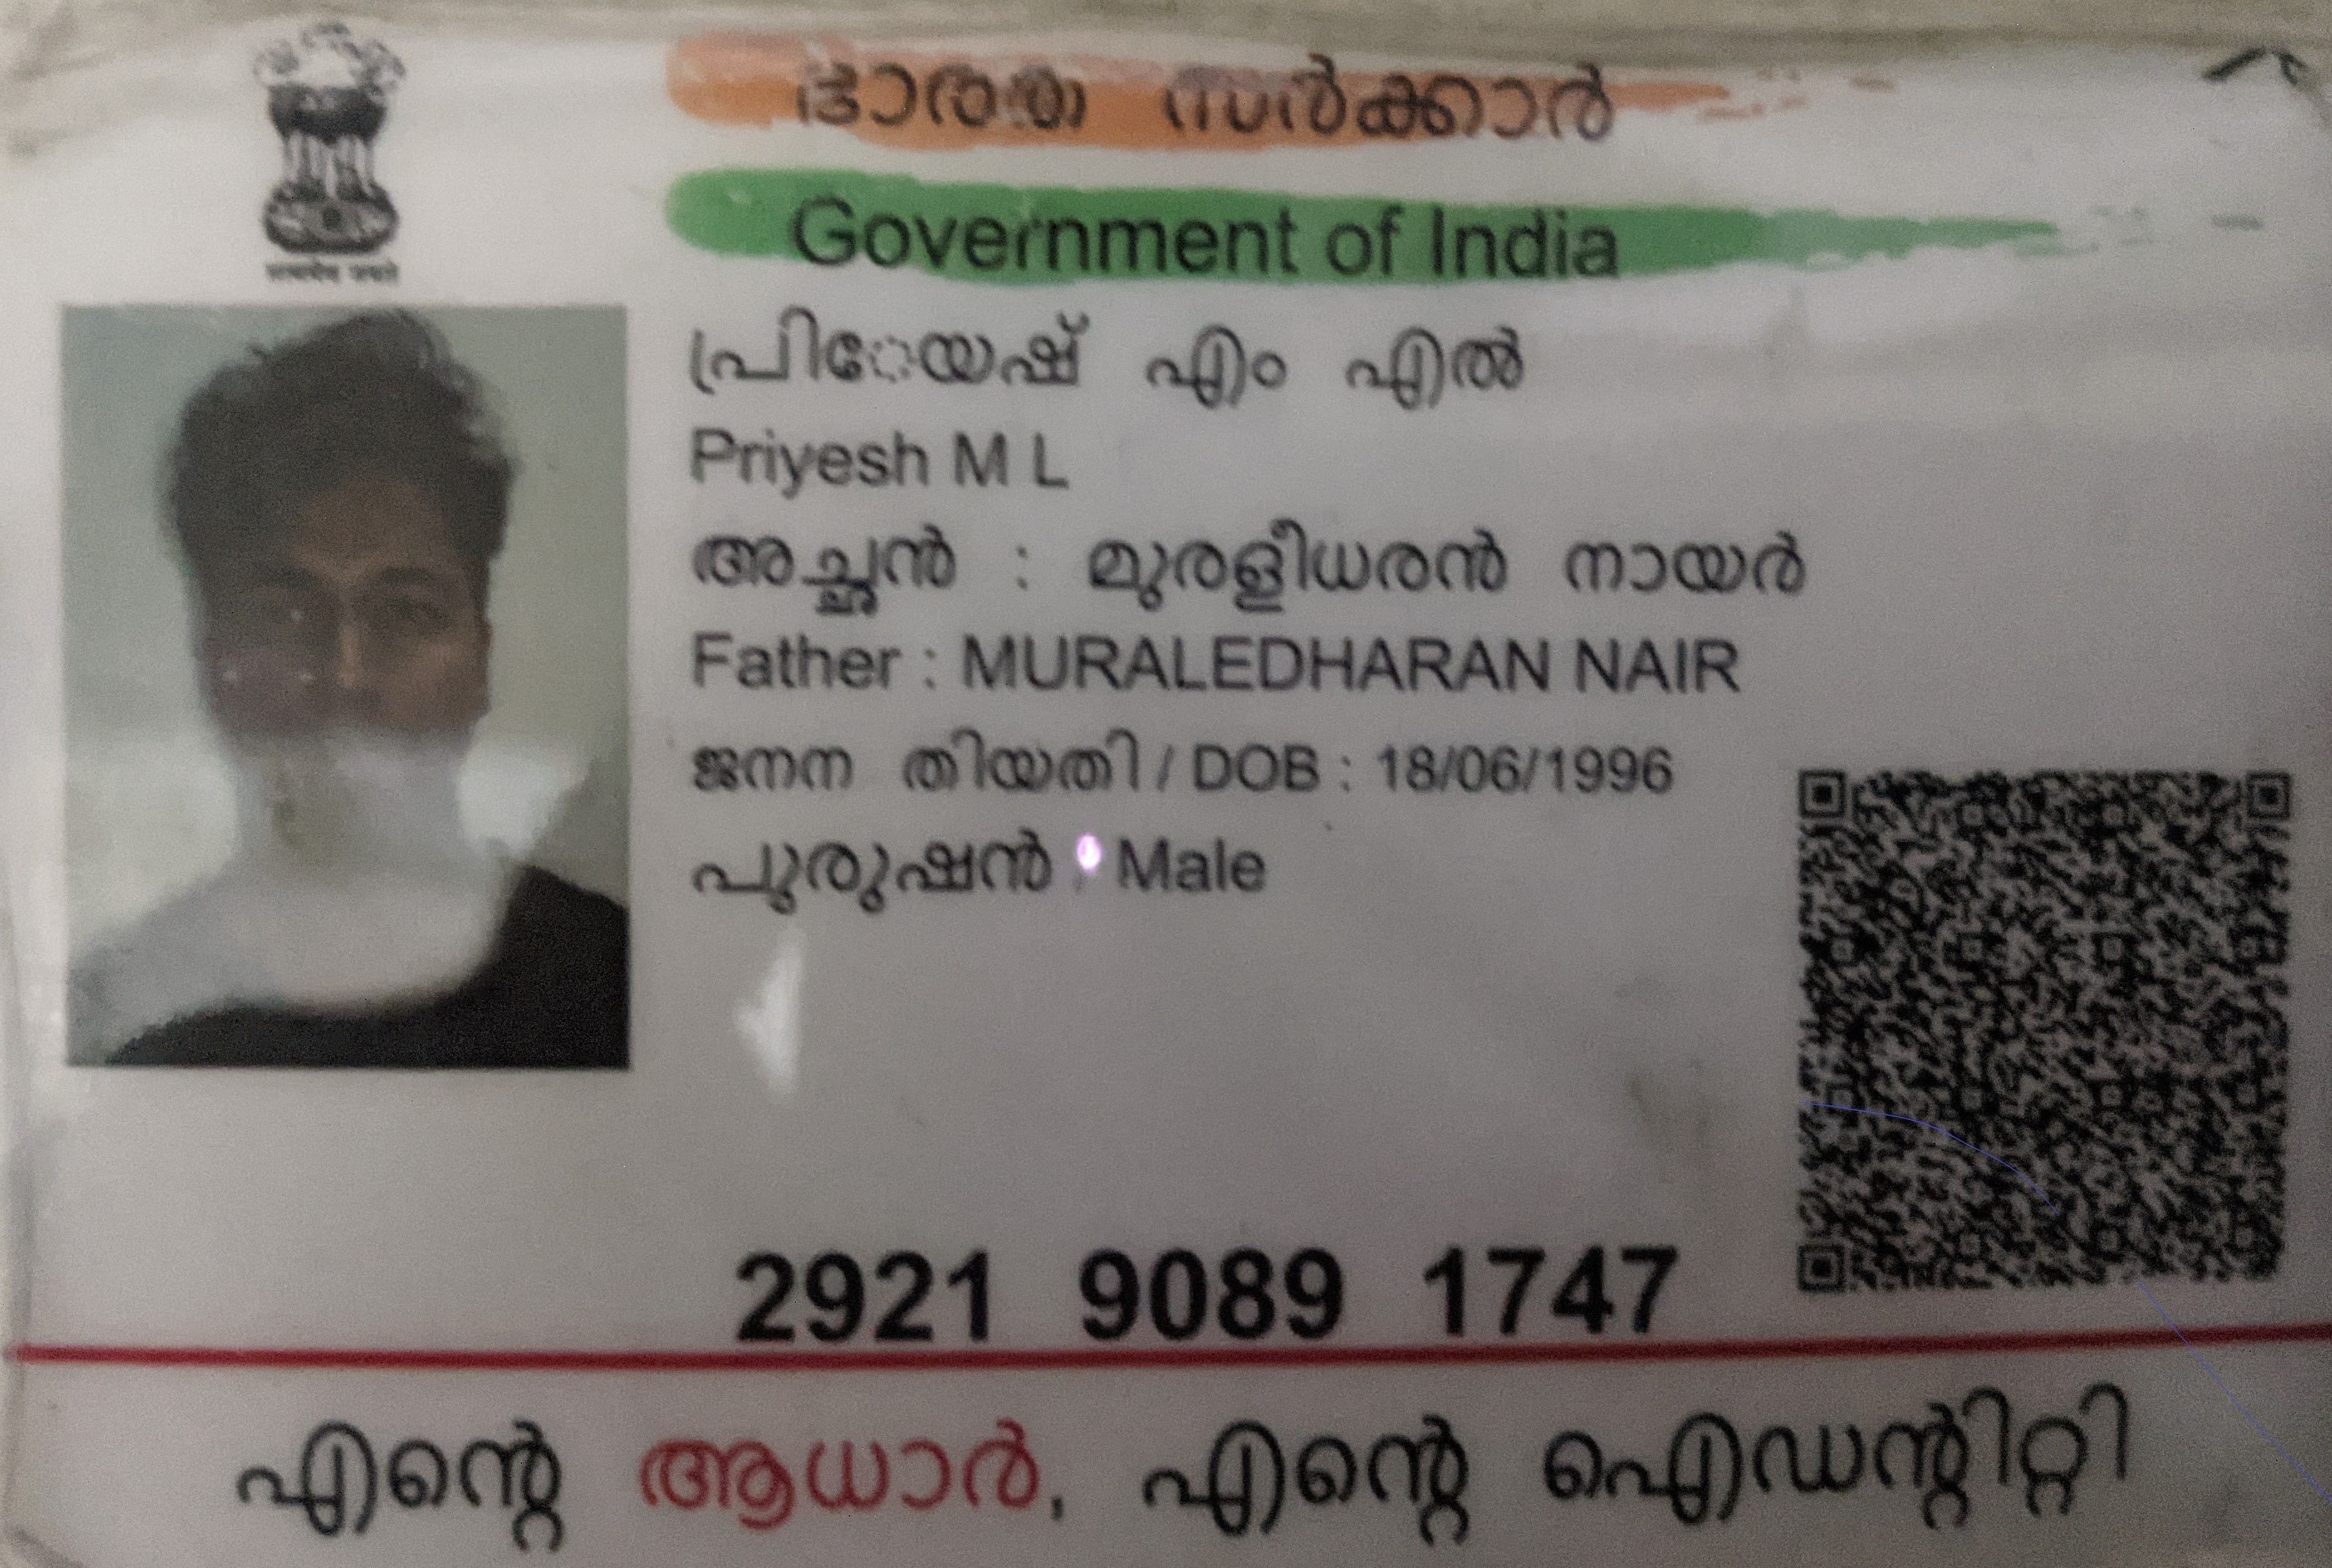 ഭാരത സർക്കാർ
Government of India
പ്രിേയഷ് എം എൽ
Priyesh M L
അച്ഛൻ : മുരളീധരൻ നായർ
Father : MURALEDHARAN NAIR
ജനന തിയതി / DOB : 18/06/1996
പുരുഷൻ / Male
2921 9089 1747
എന്റെ ആധാർ, എന്റെ ഐഡന്റിറ്റി